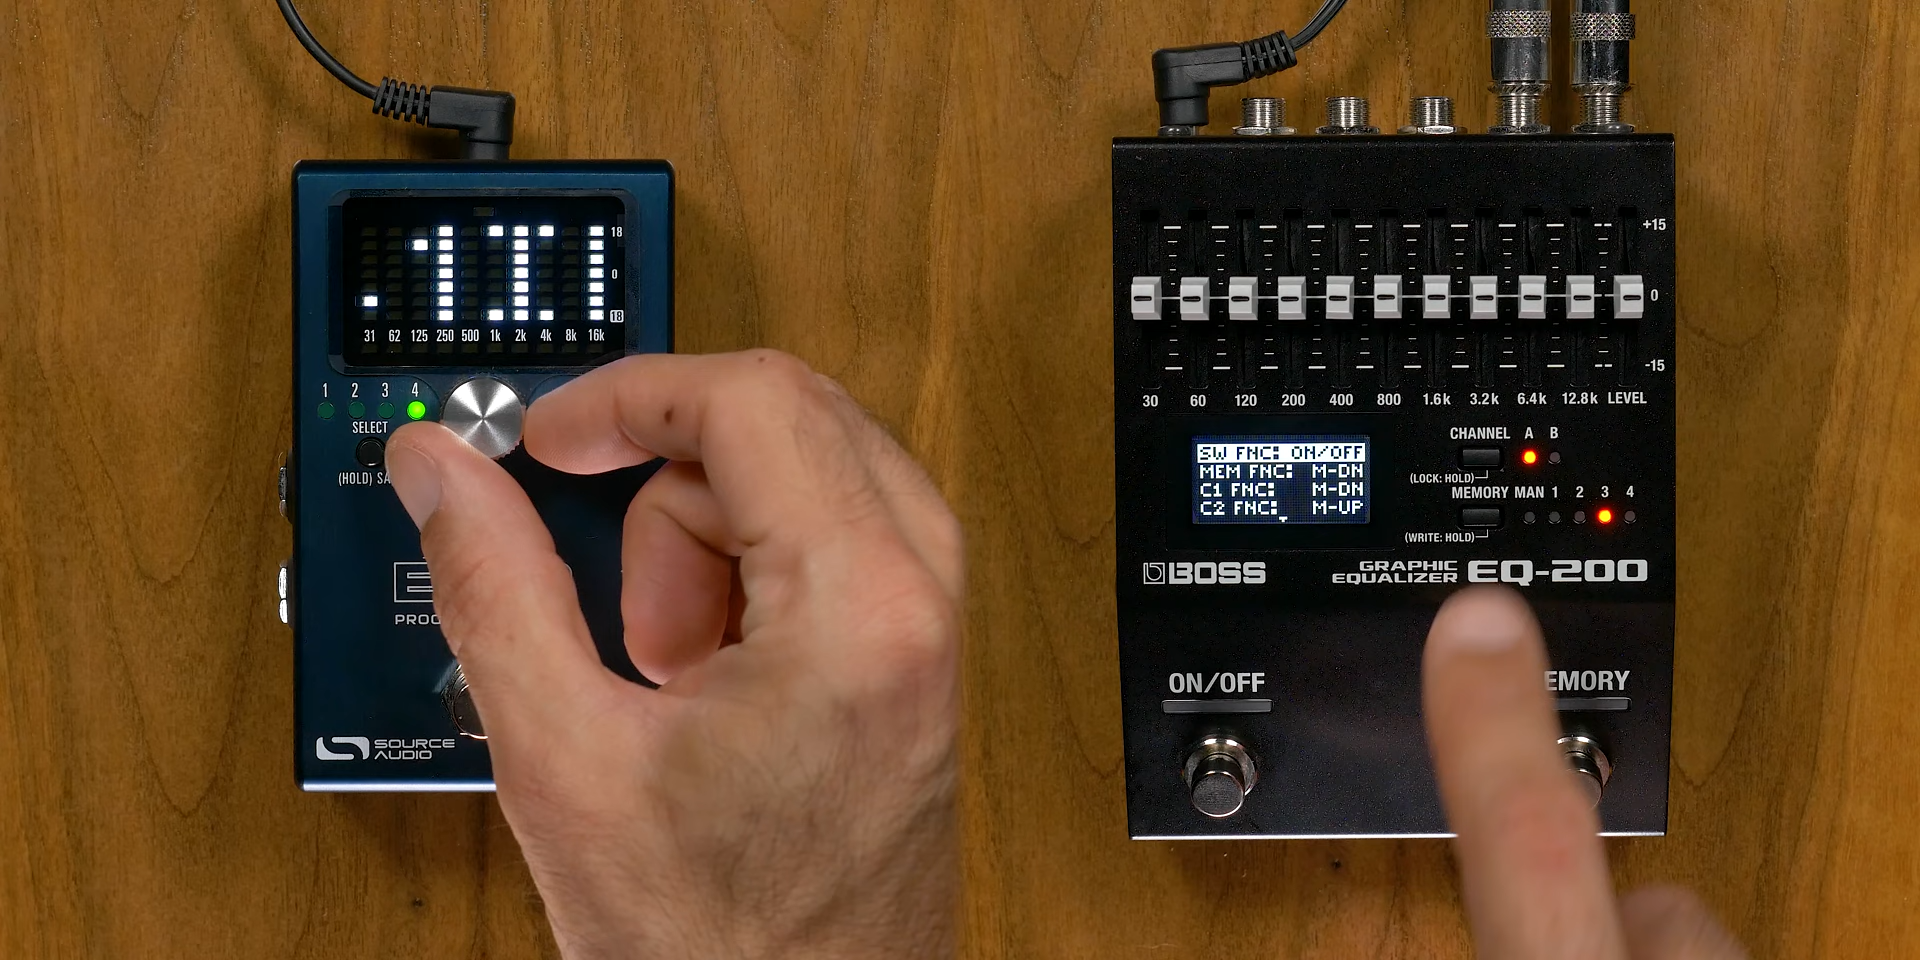 18
0
18
31 62 125 250 500 1k 2k 4k 8k 16k
1 2 3 4
SELECT
(HOLD)
SOURCE
AUDIO
+15
0
-15
30 60 120 200 400 800 1.6k 3.2k 6.4k 12.8k LEVEL
SW FNC: ON/OFF
MEM FNC: M-DN
C1 FNC: M-DN
C2 FNC: M-UP
CHANNEL A B
(LOCK: HOLD)
MEMORY MAN 1 2 3 4
(WRITE: HOLD)
BOSS
GRAPHIC
EQUALIZER EQ-200
ON/OFF
EMORY